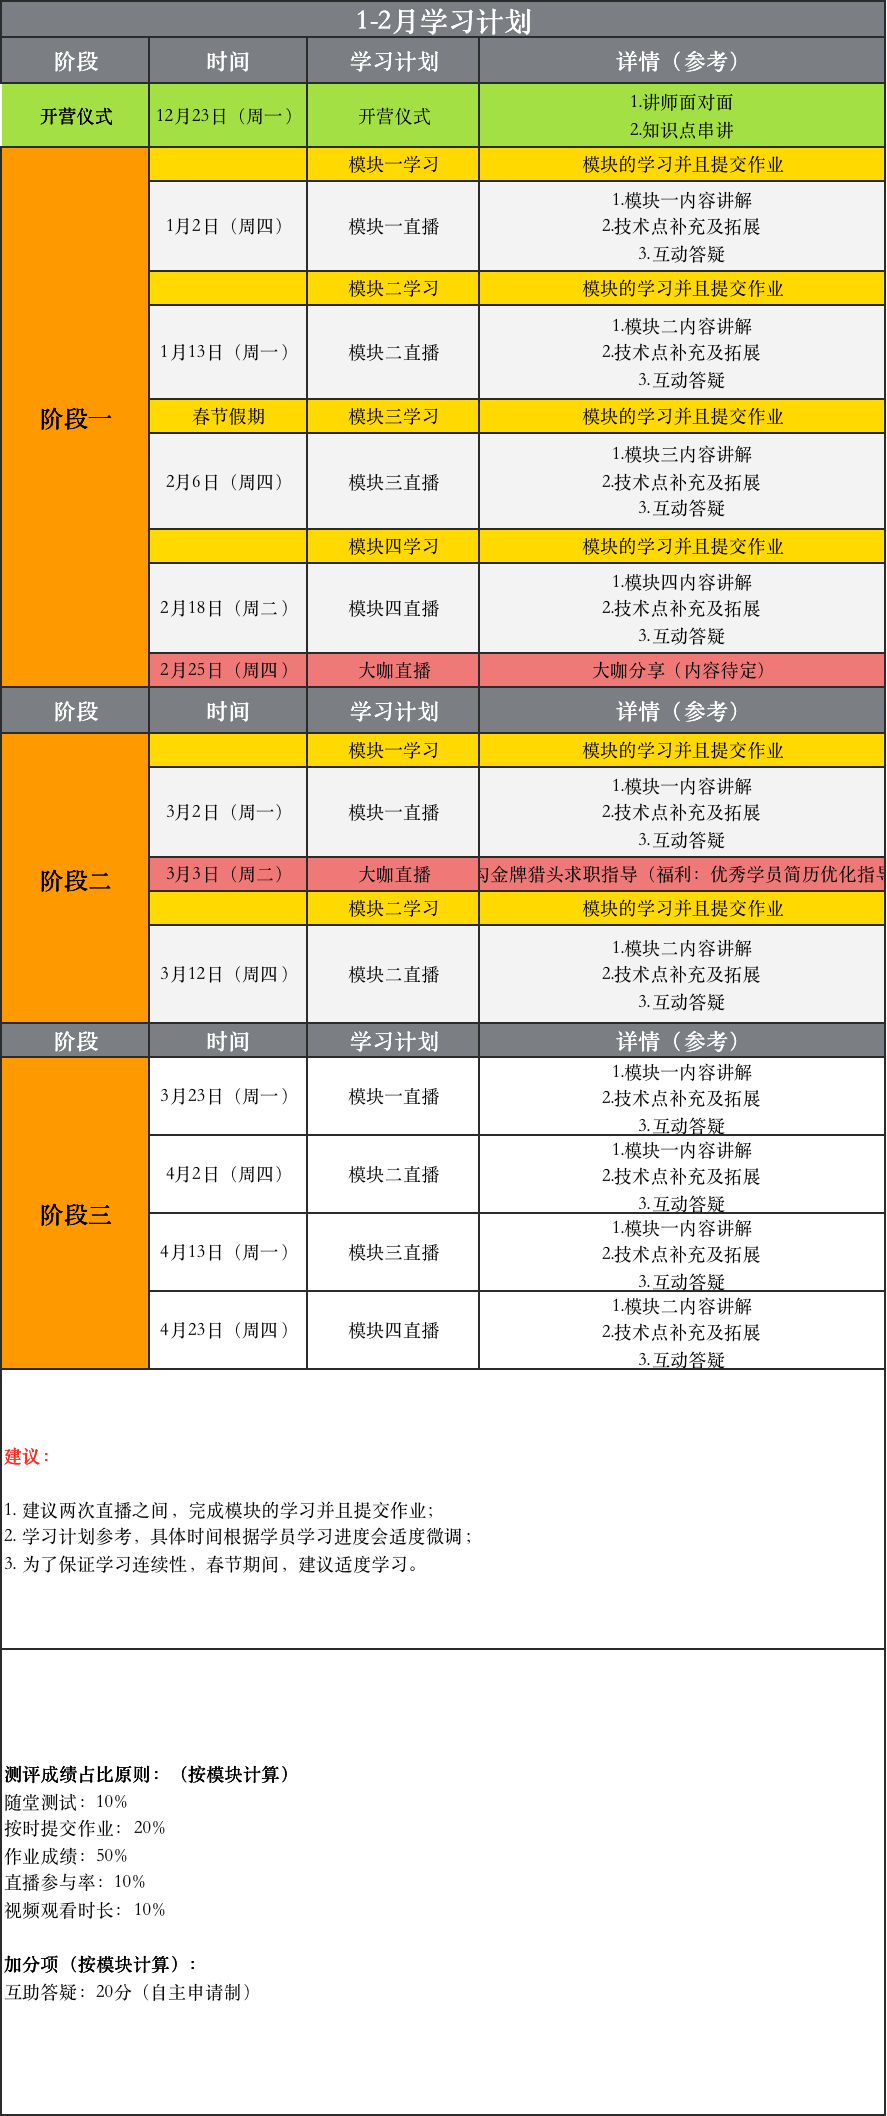 1-2月学习计划
阶段 时间 学习计划 详情（参考）
开营仪式 12月23日（周一） 开营仪式 1.讲师面对面
2.知识点串讲
阶段一
模块一学习 模块的学习并且提交作业
1月2日（周四） 模块一直播 1.模块一内容讲解
2.技术点补充及拓展
3.互动答疑
模块二学习 模块的学习并且提交作业
1月13日（周一） 模块二直播 1.模块二内容讲解
2.技术点补充及拓展
3.互动答疑
春节假期 模块三学习 模块的学习并且提交作业
2月6日（周四） 模块三直播 1.模块三内容讲解
2.技术点补充及拓展
3.互动答疑
模块四学习 模块的学习并且提交作业
2月18日（周二） 模块四直播 1.模块四内容讲解
2.技术点补充及拓展
3.互动答疑
2月25日（周四） 大咖直播 大咖分享（内容待定）
阶段 时间 学习计划 详情（参考）
阶段二
模块一学习 模块的学习并且提交作业
3月2日（周一） 模块一直播 1.模块一内容讲解
2.技术点补充及拓展
3.互动答疑
3月3日（周二） 大咖直播 勾金牌猎头求职指导（福利：优秀学员简历优化指导
模块二学习 模块的学习并且提交作业
3月12日（周四） 模块二直播 1.模块二内容讲解
2.技术点补充及拓展
3.互动答疑
阶段 时间 学习计划 详情（参考）
阶段三
3月23日（周一） 模块一直播 1.模块一内容讲解
2.技术点补充及拓展
3.互动答疑
4月2日（周四） 模块二直播 1.模块一内容讲解
2.技术点补充及拓展
3.互动答疑
4月13日（周一） 模块三直播 1.模块一内容讲解
2.技术点补充及拓展
3.互动答疑
4月23日（周四） 模块四直播 1.模块二内容讲解
2.技术点补充及拓展
3.互动答疑
建议：
1. 建议两次直播之间，完成模块的学习并且提交作业；
2. 学习计划参考，具体时间根据学员学习进度会适度微调；
3. 为了保证学习连续性，春节期间，建议适度学习。
测评成绩占比原则：（按模块计算）
随堂测试：10%
按时提交作业：20%
作业成绩：50%
直播参与率：10%
视频观看时长：10%
加分项（按模块计算）：
互助答疑：20分（自主申请制）